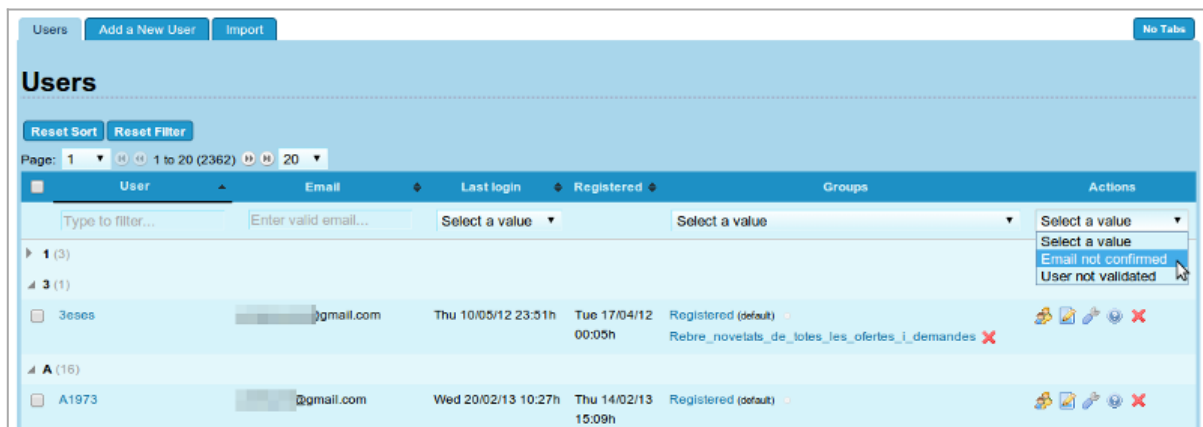 Users Add a New User Import No Tabs
Users
Reset Sort Reset Filter
Page: 1 1 to 20 (2362) 20
User Email Last login Registered Groups Actions
Type to filter... Enter valid email... Select a value Select a value Select a value
Select a value
Email not confirmed
User not validated
1 (3)
3 (1)
3eses @gmail.com Thu 10/05/12 23:51h Tue 17/04/12 Registered (default)
00:05h Rebre_novetats_de_totes_les_ofertes_i_demandes
A (16)
A1973 @gmail.com Wed 20/02/13 10:27h Thu 14/02/13 Registered (default)
15:09h